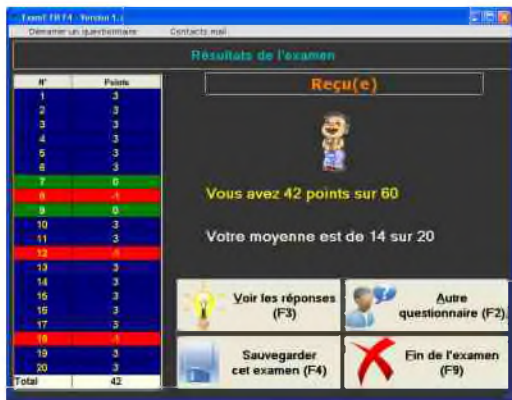 Démarrer un questionnaire Contacts mail
Résultats de l'examen
N° Points
1 3
2 3
3 3
4 3
5 3
6 3
7 0
8 -1
9 0
10 3
11 3
12 -1
13 3
14 3
15 3
16 3
17 3
18 -1
19 3
20 3
Total 42
Reçu(e)
Vous avez 42 points sur 60
Votre moyenne est de 14 sur 20
Voir les réponses
(F3)
Autre
questionnaire (F2)
Sauvegarder
cet examen (F4)
Fin de l'examen
(F9)